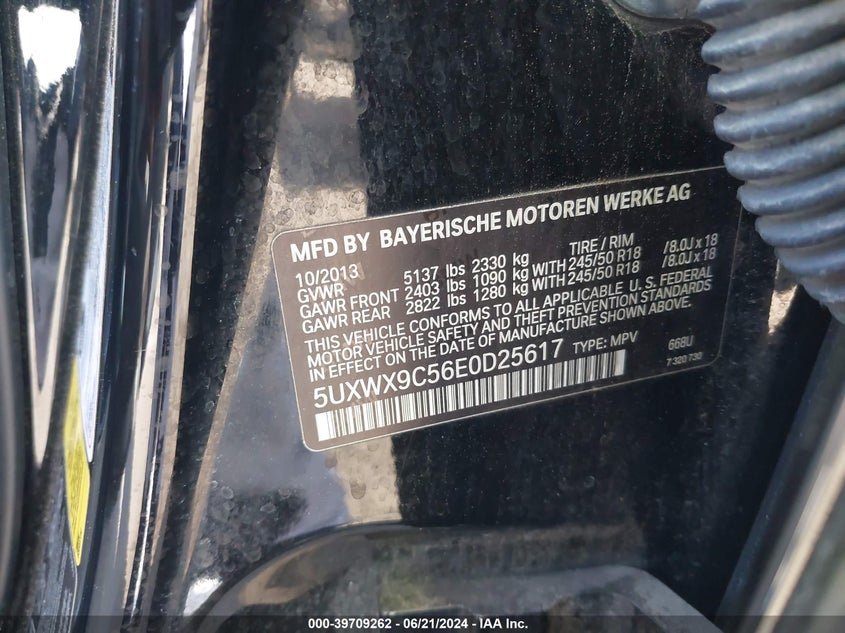 MFD BY BAYERISCHE MOTOREN WERKE AG
10/2013 TIRE / RIM
GVWR 5137 lbs 2330 kg
GAWR FRONT 2403 lbs 1090 kg WITH 245/50 R18 /8.0J x 18
GAWR REAR 2822 lbs 1280 kg WITH 245/50 R18 /8.0J x 18
THIS VEHICLE CONFORMS TO ALL APPLICABLE U. S. FEDERAL
MOTOR VEHICLE SAFETY AND THEFT PREVENTION STANDARDS
IN EFFECT ON THE DATE OF MANUFACTURE SHOWN ABOVE.
5UXWX9C56E0D25617 TYPE: MPV 668U
7 320 730
000-39709262 - 06/21/2024 - IAA Inc.